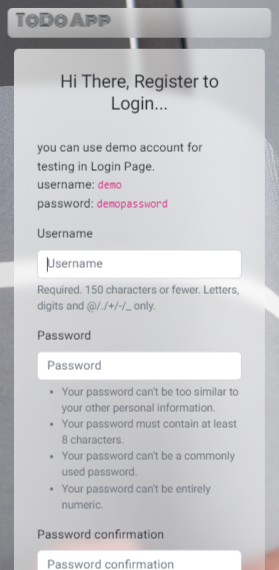 ToDo App
Hi There, Register to
Login...
you can use demo account for
testing in Login Page.
username: demo
password: demopassword
Username
Username
Required. 150 characters or fewer. Letters,
digits and @/./+/-/_ only.
Password
Password
• Your password can't be too similar to
your other personal information.
• Your password must contain at least
8 characters.
• Your password can't be a commonly
used password.
• Your password can't be entirely
numeric.
Password confirmation
Password confirmation